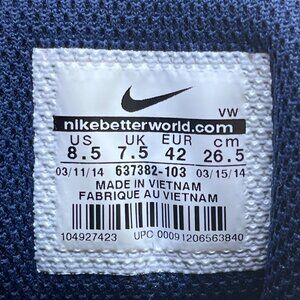 VW
nikebetterworld.com
US UK EUR cm
8.5 7.5 42 26.5
03/11/14 637382-103 03/15/14
MADE IN VIETNAM
FABRIQUE AU VIETNAM
104927423 UPC 00091206563840